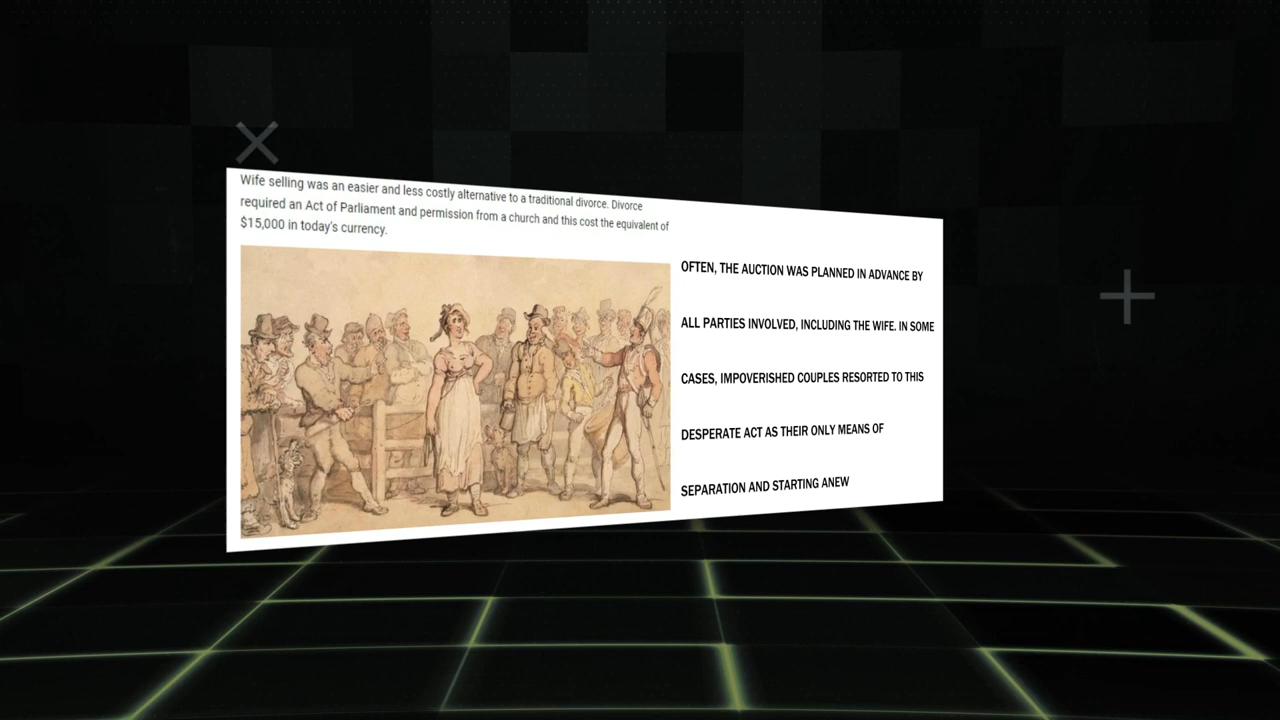 Wife selling was an easier and less costly alternative to a traditional divorce. Divorce
required an Act of Parliament and permission from a church and this cost the equivalent of
$15,000 in today's currency.
OFTEN, THE AUCTION WAS PLANNED IN ADVANCE BY
ALL PARTIES INVOLVED, INCLUDING THE WIFE. IN SOME
CASES, IMPOVERISHED COUPLES RESORTED TO THIS
DESPERATE ACT AS THEIR ONLY MEANS OF
SEPARATION AND STARTING ANEW